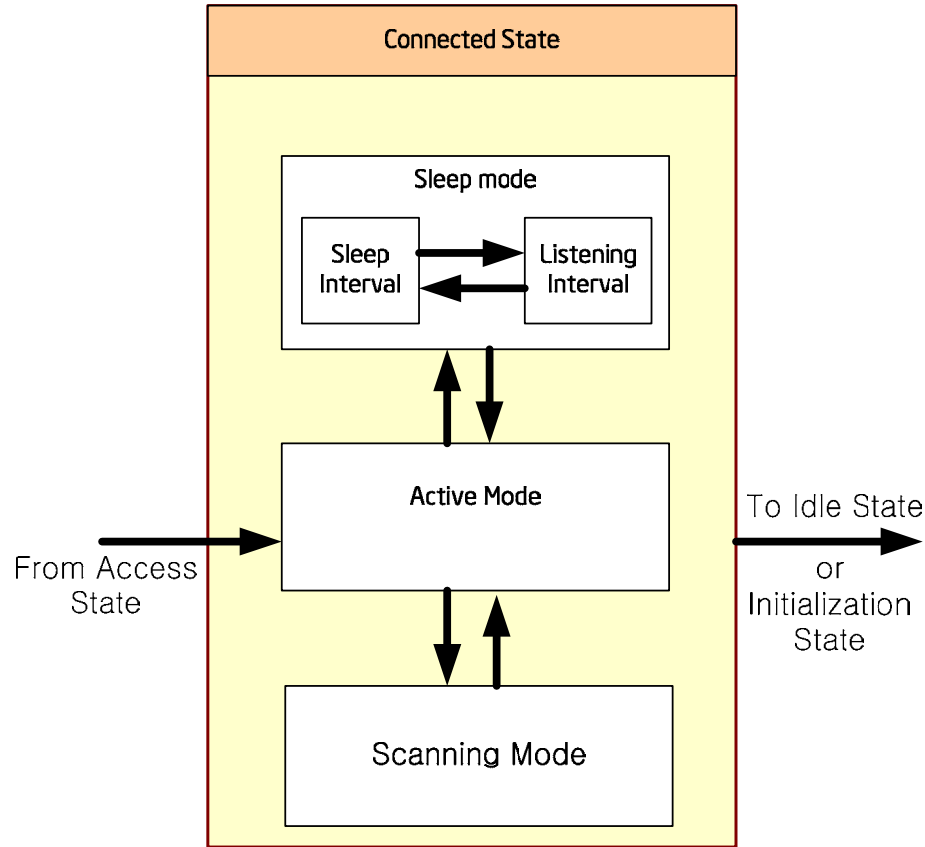 Connected State
Sleep mode
Sleep
Interval
Listening
Interval
Active Mode
From Access
State
To Idle State
or
Initialization
State
Scanning Mode